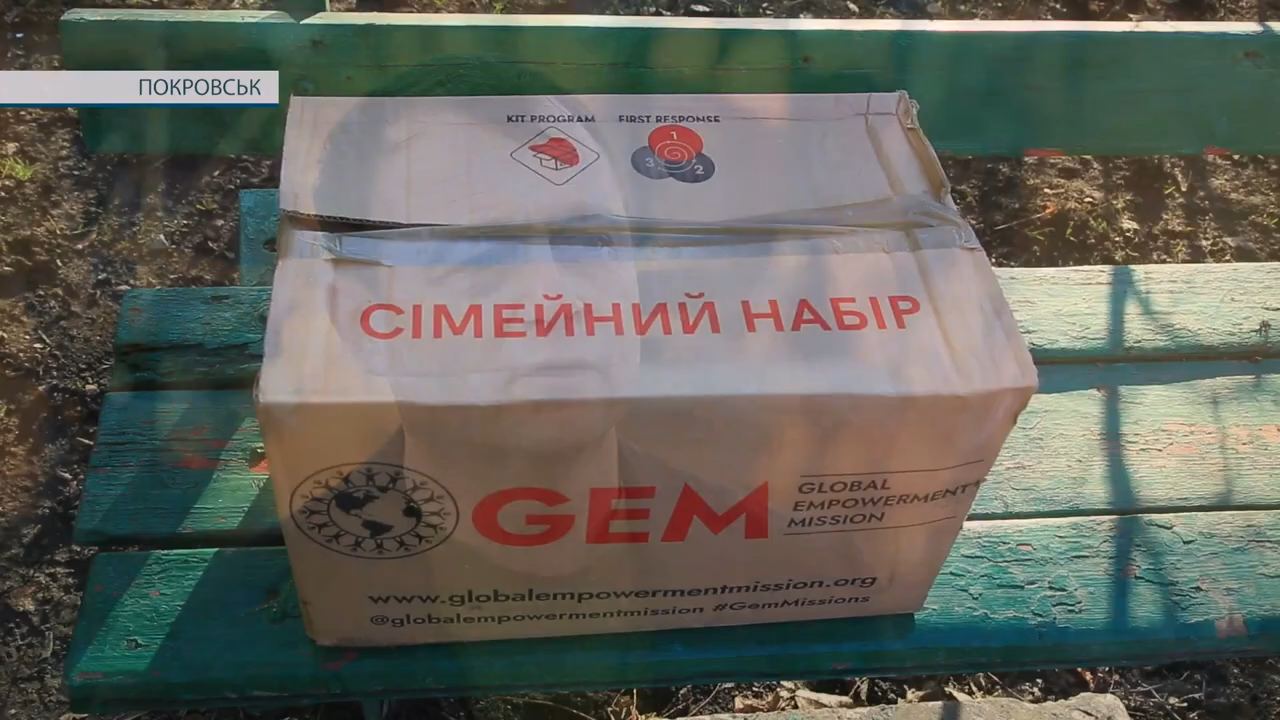 ПОКРОВСЬК
KIT PROGRAM FIRST RESPONSE
1
3 2
СІМЕЙНИЙ НАБІР
GEM
GLOBAL
EMPOWERMENT
MISSION
www.globalempowermentmission.org
@globalempowermentmission #GemMissions